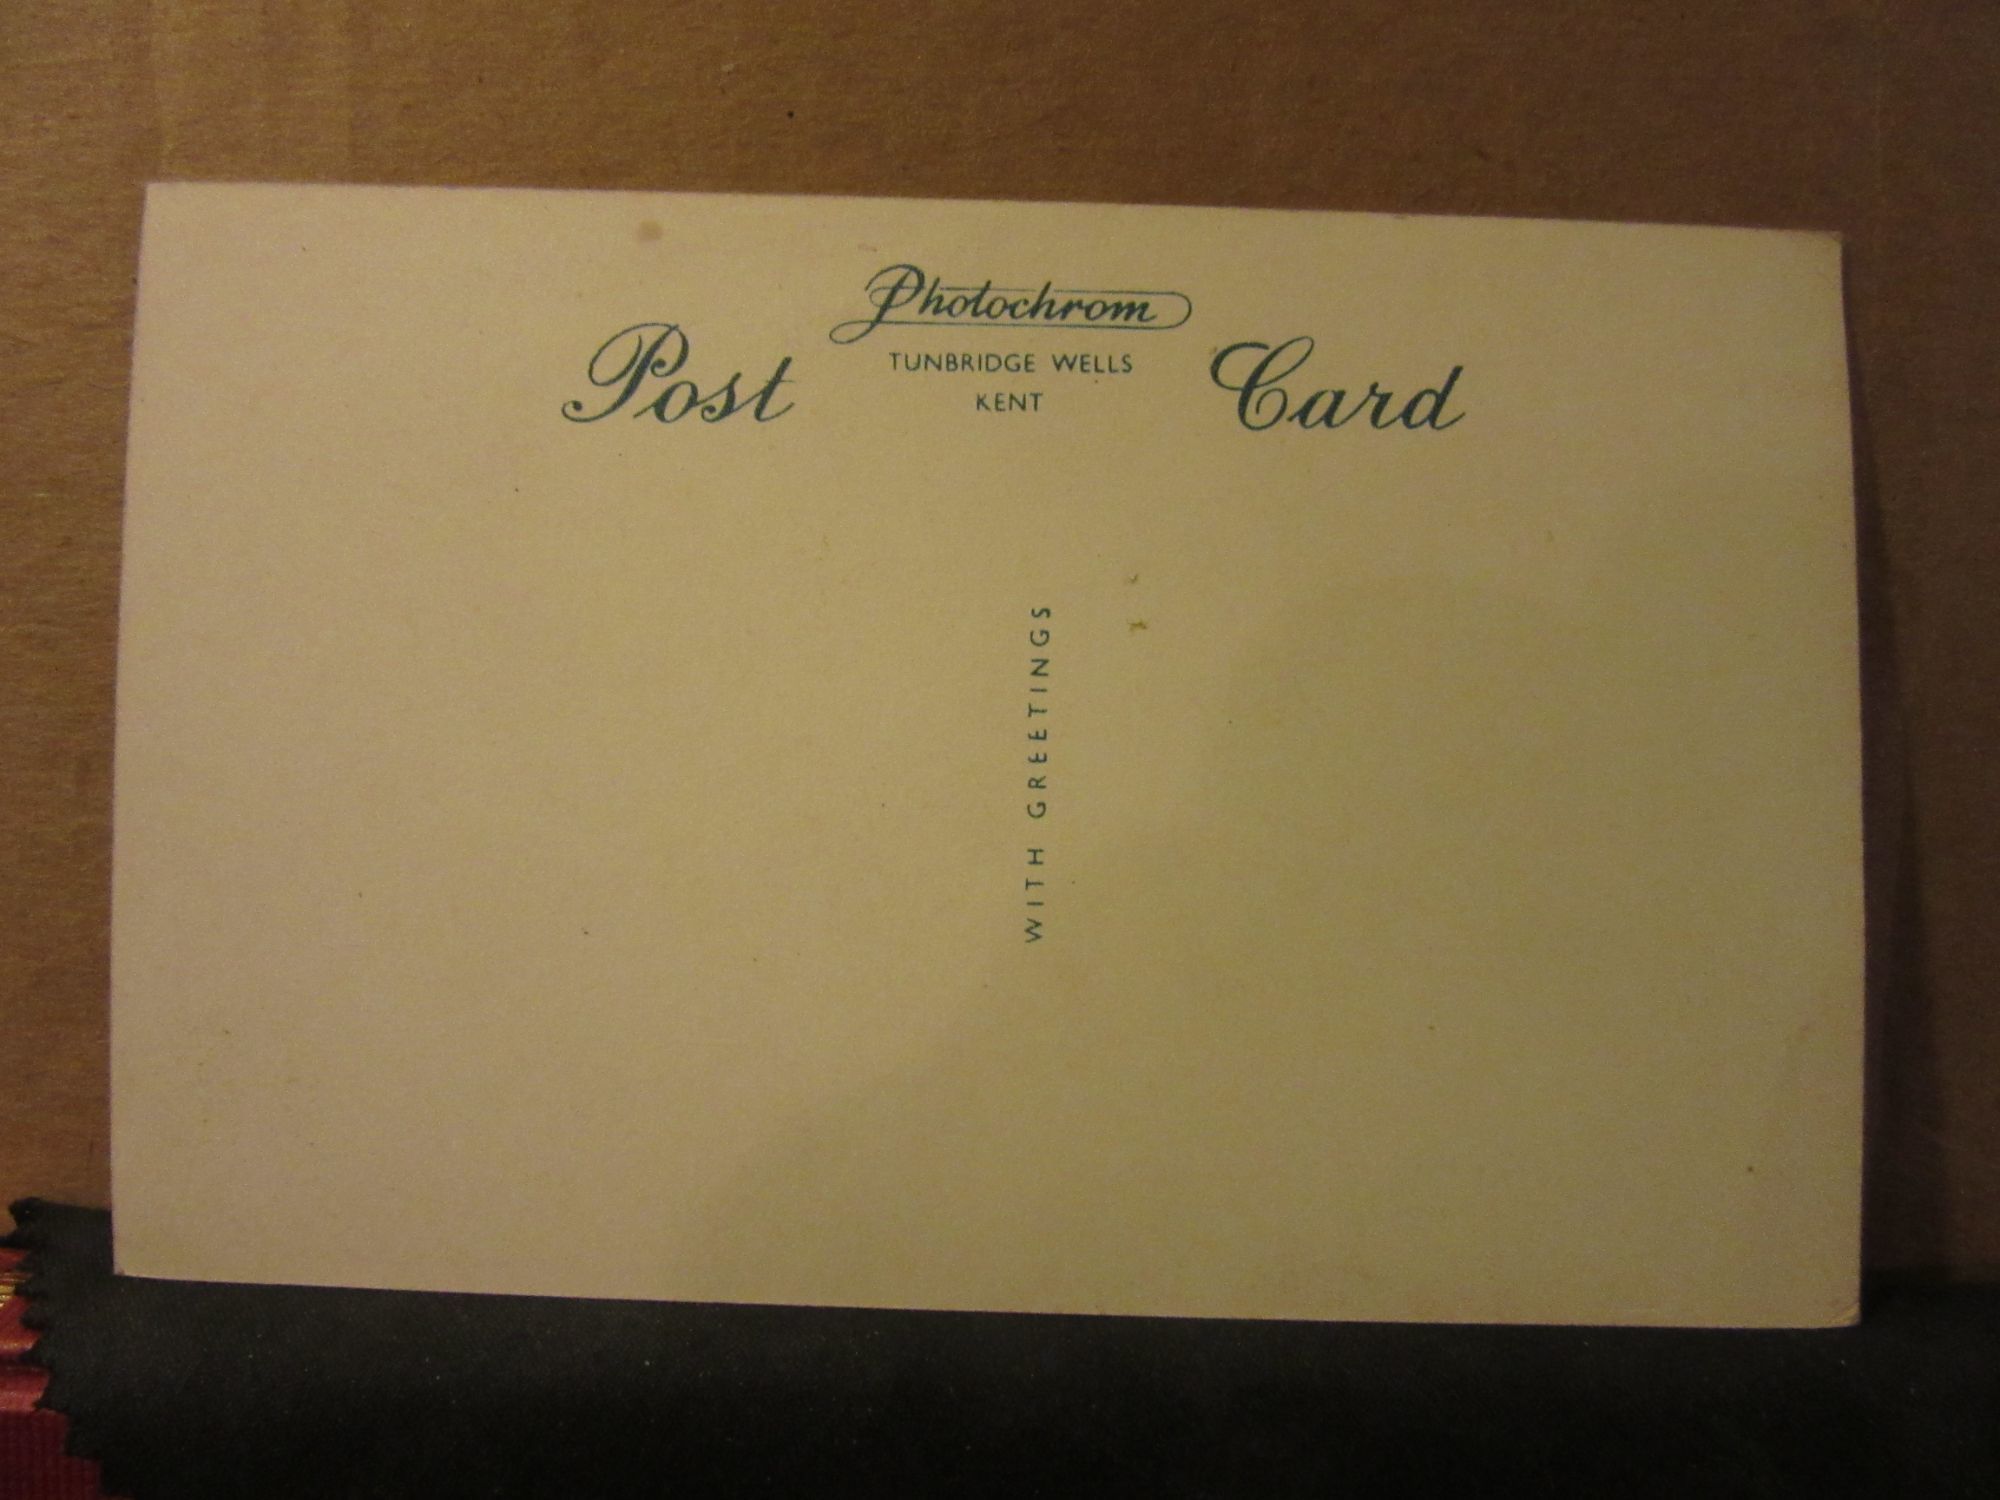 Photochrom
Post Card
TUNBRIDGE WELLS
KENT
WITH GREETINGS